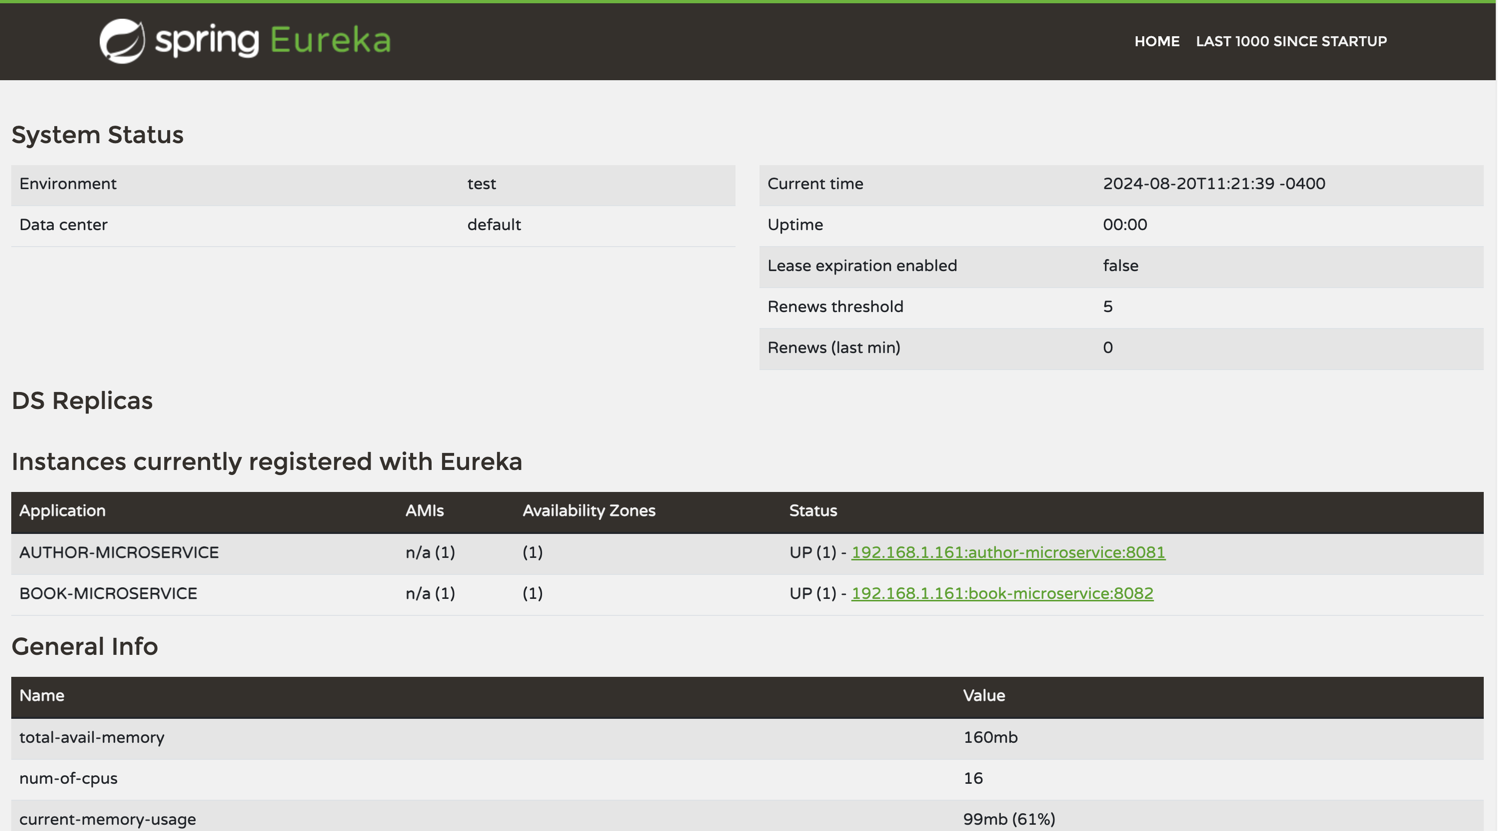 spring Eureka
HOME LAST 1000 SINCE STARTUP
System Status
Environment test
Data center default
Current time 2024-08-20T11:21:39 -0400
Uptime 00:00
Lease expiration enabled false
Renews threshold 5
Renews (last min) 0
DS Replicas
Instances currently registered with Eureka
Application AMIs Availability Zones Status
AUTHOR-MICROSERVICE n/a (1) (1) UP (1) - 192.168.1.161:author-microservice:8081
BOOK-MICROSERVICE n/a (1) (1) UP (1) - 192.168.1.161:book-microservice:8082
General Info
Name Value
total-avail-memory 160mb
num-of-cpus 16
current-memory-usage 99mb (61%)